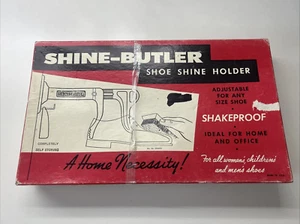 SHINE-BUTLER
SHOE SHINE HOLDER
ADJUSTABLE
FOR ANY
SIZE SHOE
SHAKEPROOF
IDEAL FOR HOME
AND OFFICE
COMPLETELY
SELF STORING
A Home Necessity!
For all women's, children's
and men's shoes